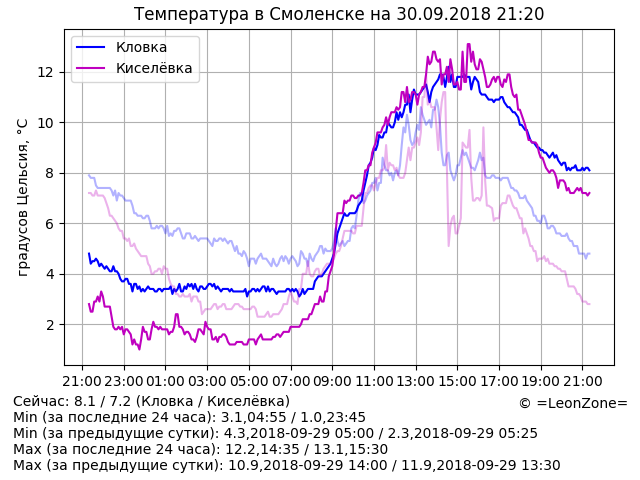 Температура в Смоленске на 30.09.2018 21:20
Кловка
Киселёвка
градусов Цельсия, °C
12
10
8
6
4
2
21:00 23:00 01:00 03:00 05:00 07:00 09:00 11:00 13:00 15:00 17:00 19:00 21:00
Сейчас: 8.1 / 7.2 (Кловка / Киселёвка)
© =LeonZone=
Min (за последние 24 часа): 3.1,04:55 / 1.0,23:45
Min (за предыдущие сутки): 4.3,2018-09-29 05:00 / 2.3,2018-09-29 05:25
Max (за последние 24 часа): 12.2,14:35 / 13.1,15:30
Max (за предыдущие сутки): 10.9,2018-09-29 14:00 / 11.9,2018-09-29 13:30